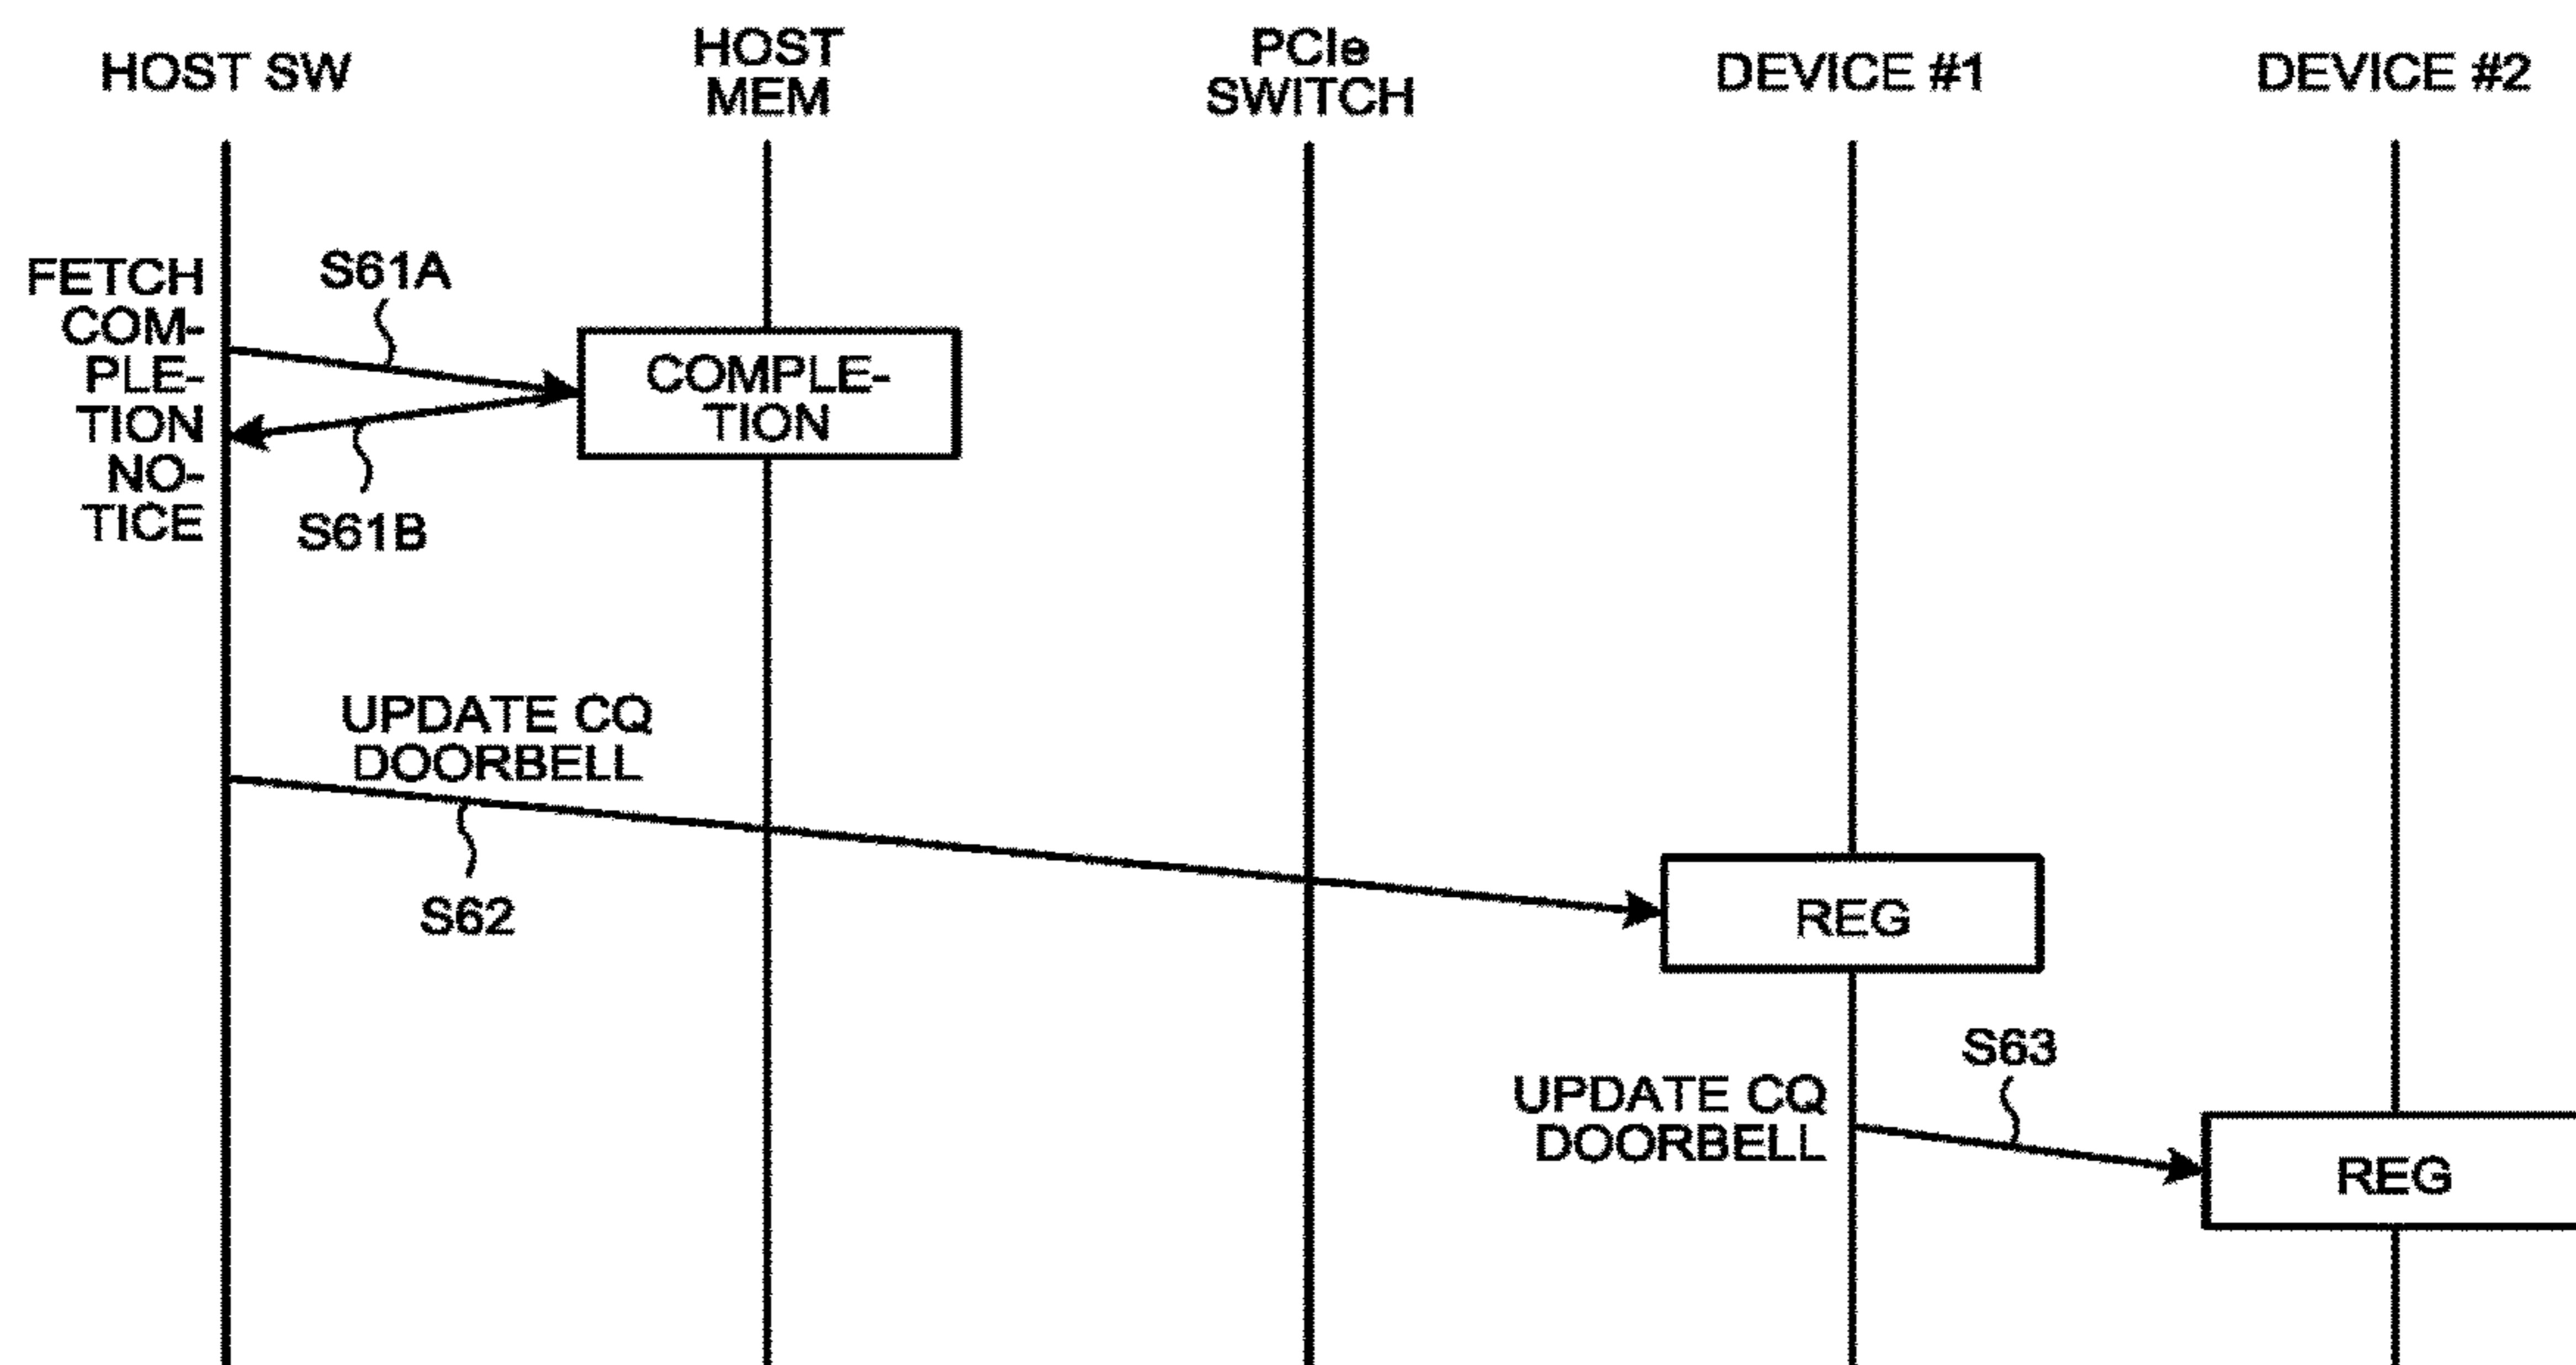 HOST SW
HOST
MEM
PCIe
SWITCH
DEVICE #1
DEVICE #2
FETCH
COM-
PLE-
TION
NO-
TICE
S61A
S61B
COMPLE-
TION
UPDATE CQ
DOORBELL
S62
REG
UPDATE CQ
DOORBELL
S63
REG